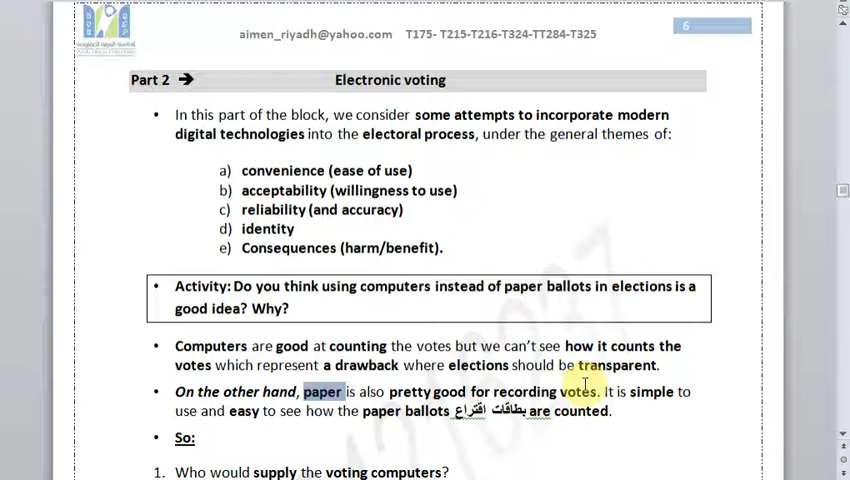 aimen_riyadh@yahoo.com T175- T215-T216-T324-TT284-T325
6
Part 2 → Electronic voting
• In this part of the block, we consider some attempts to incorporate modern
digital technologies into the electoral process, under the general themes of:
a) convenience (ease of use)
b) acceptability (willingness to use)
c) reliability (and accuracy)
d) identity
e) Consequences (harm/benefit).
• Activity: Do you think using computers instead of paper ballots in elections is a
good idea? Why?
• Computers are good at counting the votes but we can't see how it counts the
votes which represent a drawback where elections should be transparent.
• On the other hand, paper is also pretty good for recording votes. It is simple to
use and easy to see how the paper ballots بطاقات اقتراع are counted.
• So:
1. Who would supply the voting computers?